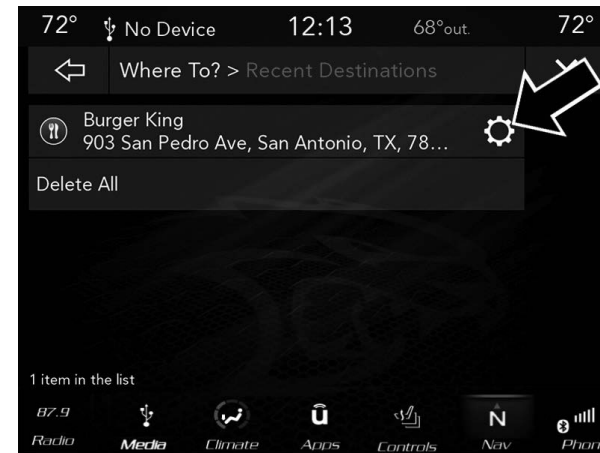 72° No Device 12:13 68°out. 72°
Where To? > Recent Destinations
Burger King
903 San Pedro Ave, San Antonio, TX, 78...
Delete All
1 item in the list
87.9 û N
Radio Media Climate Apps Controls Nav Phon